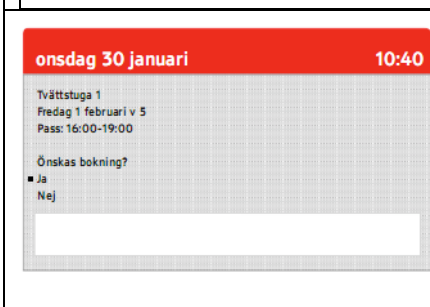 onsdag 30 januari 10:40
Tvättstuga 1
Fredag 1 februari v 5
Pass: 16:00-19:00
Önskas bokning?
Ja
Nej